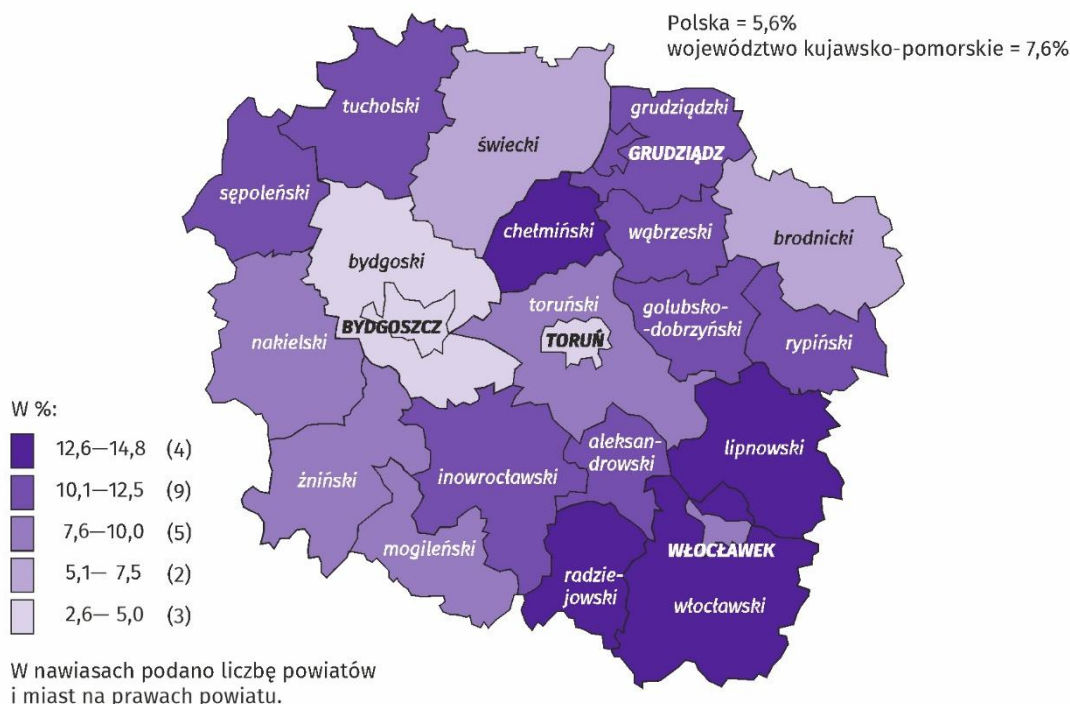 Polska = 5,6%
województwo kujawsko-pomorskie = 7,6%
tucholski
grudziądzki
świecki
GRUDZIĄDZ
sępoleński
chełmiński
wąbrzeski
brodnicki
bydgoski
toruński
golubsko-
-dobrzyński
BYDGOSZCZ
TORUŃ
nakielski
rypiński
aleksan-
drowski
lipnowski
żniński
inowrocławski
mogileński
WŁOCŁAWEK
radzie-
jowski
włocławski
W %:
12,6—14,8 (4)
10,1—12,5 (9)
7,6—10,0 (5)
5,1— 7,5 (2)
2,6— 5,0 (3)
W nawiasach podano liczbę powiatów
i miast na prawach powiatu.